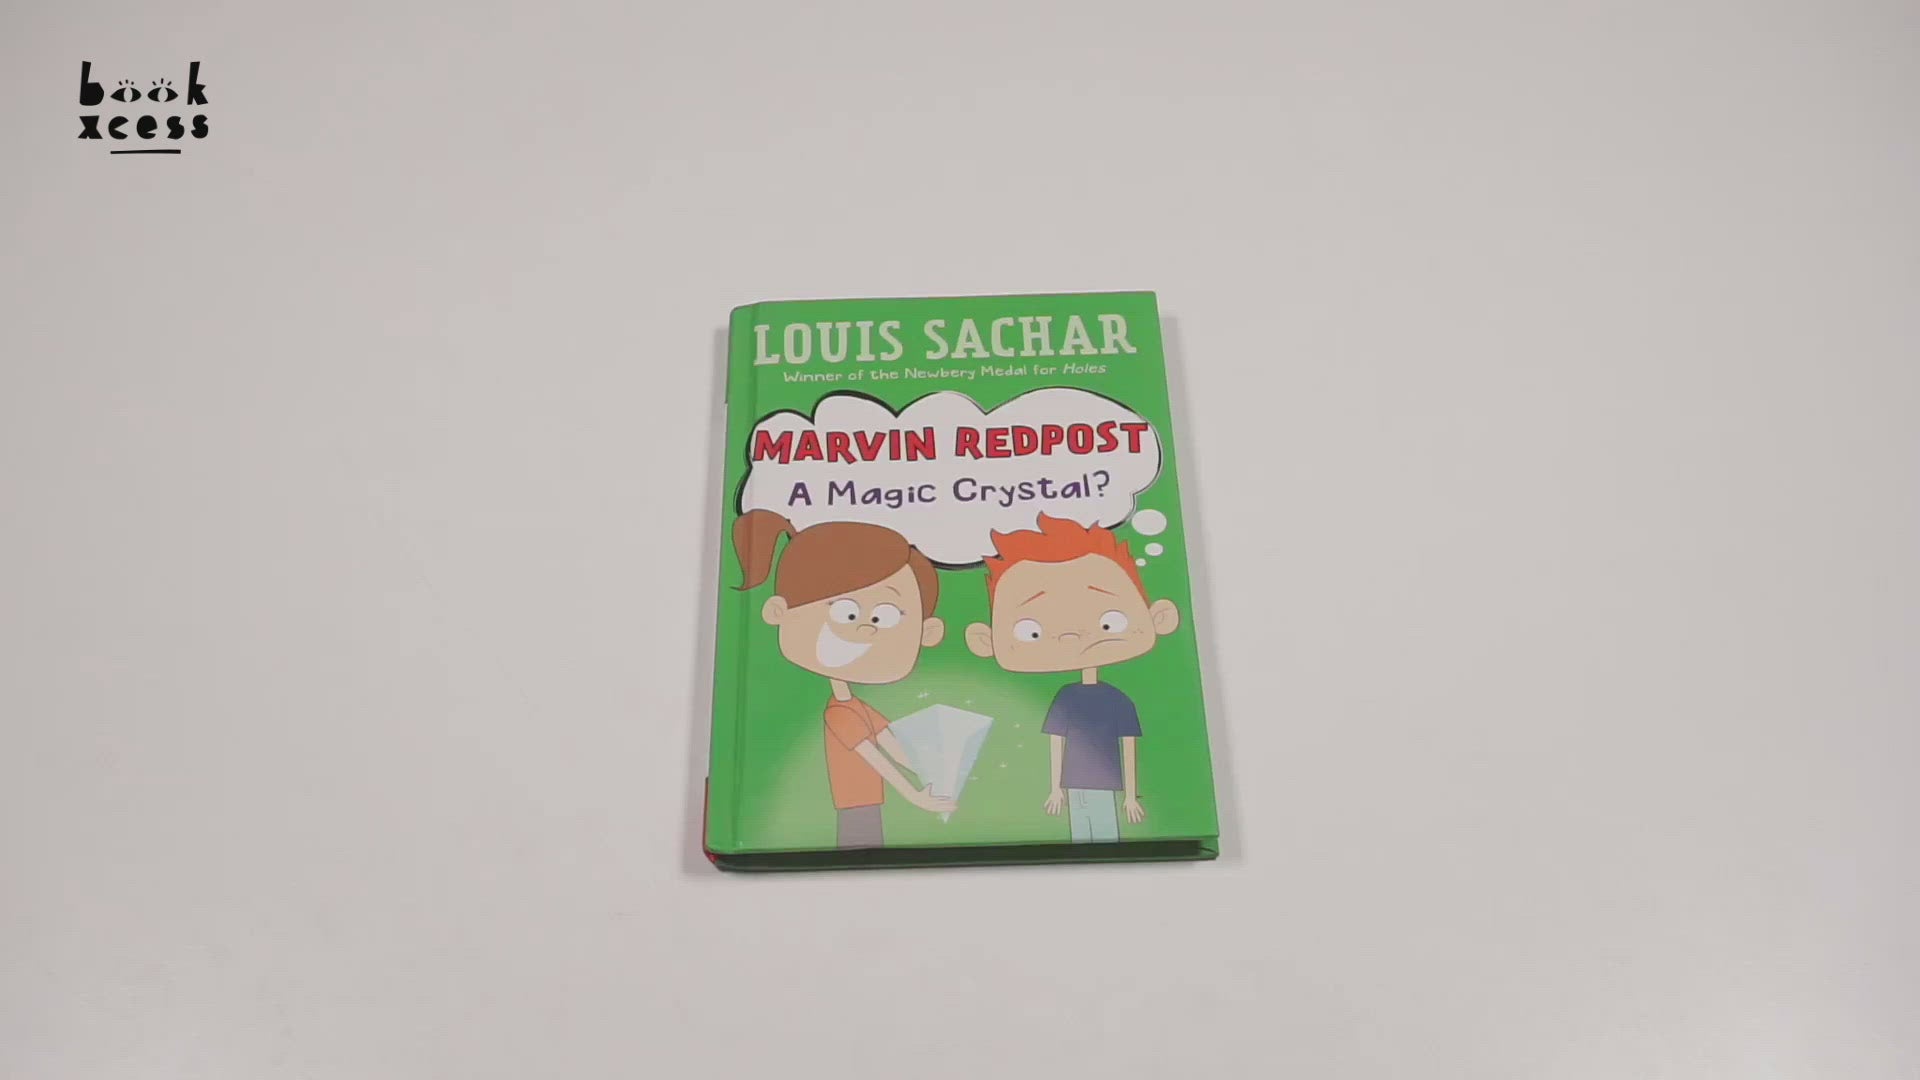 book
xcess
LOUIS SACHAR
Winner of the Newbery Medal for Holes
MARVIN REDPOST
A Magic Crystal?